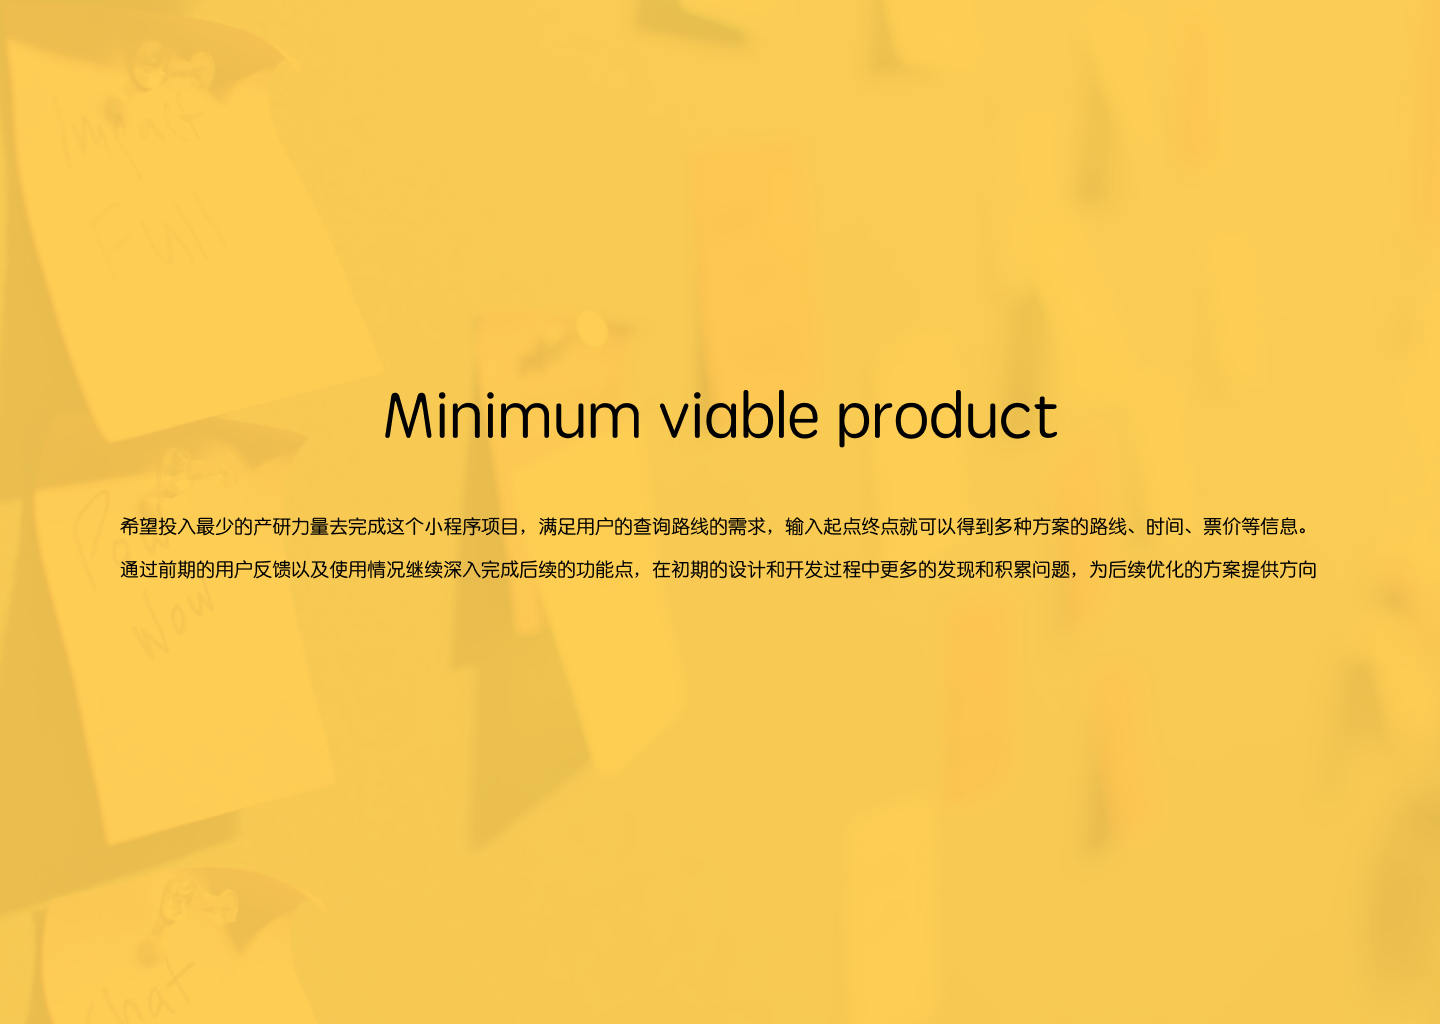 Impact
Full
Minimum viable product
希望投入最少的产研力量去完成这个小程序项目，满足用户的查询路线的需求，输入起点终点就可以得到多种方案的路线、时间、票价等信息。
通过前期的用户反馈以及使用情况继续深入完成后续的功能点，在初期的设计和开发过程中更多的发现和积累问题，为后续优化的方案提供方向
Now
Chat